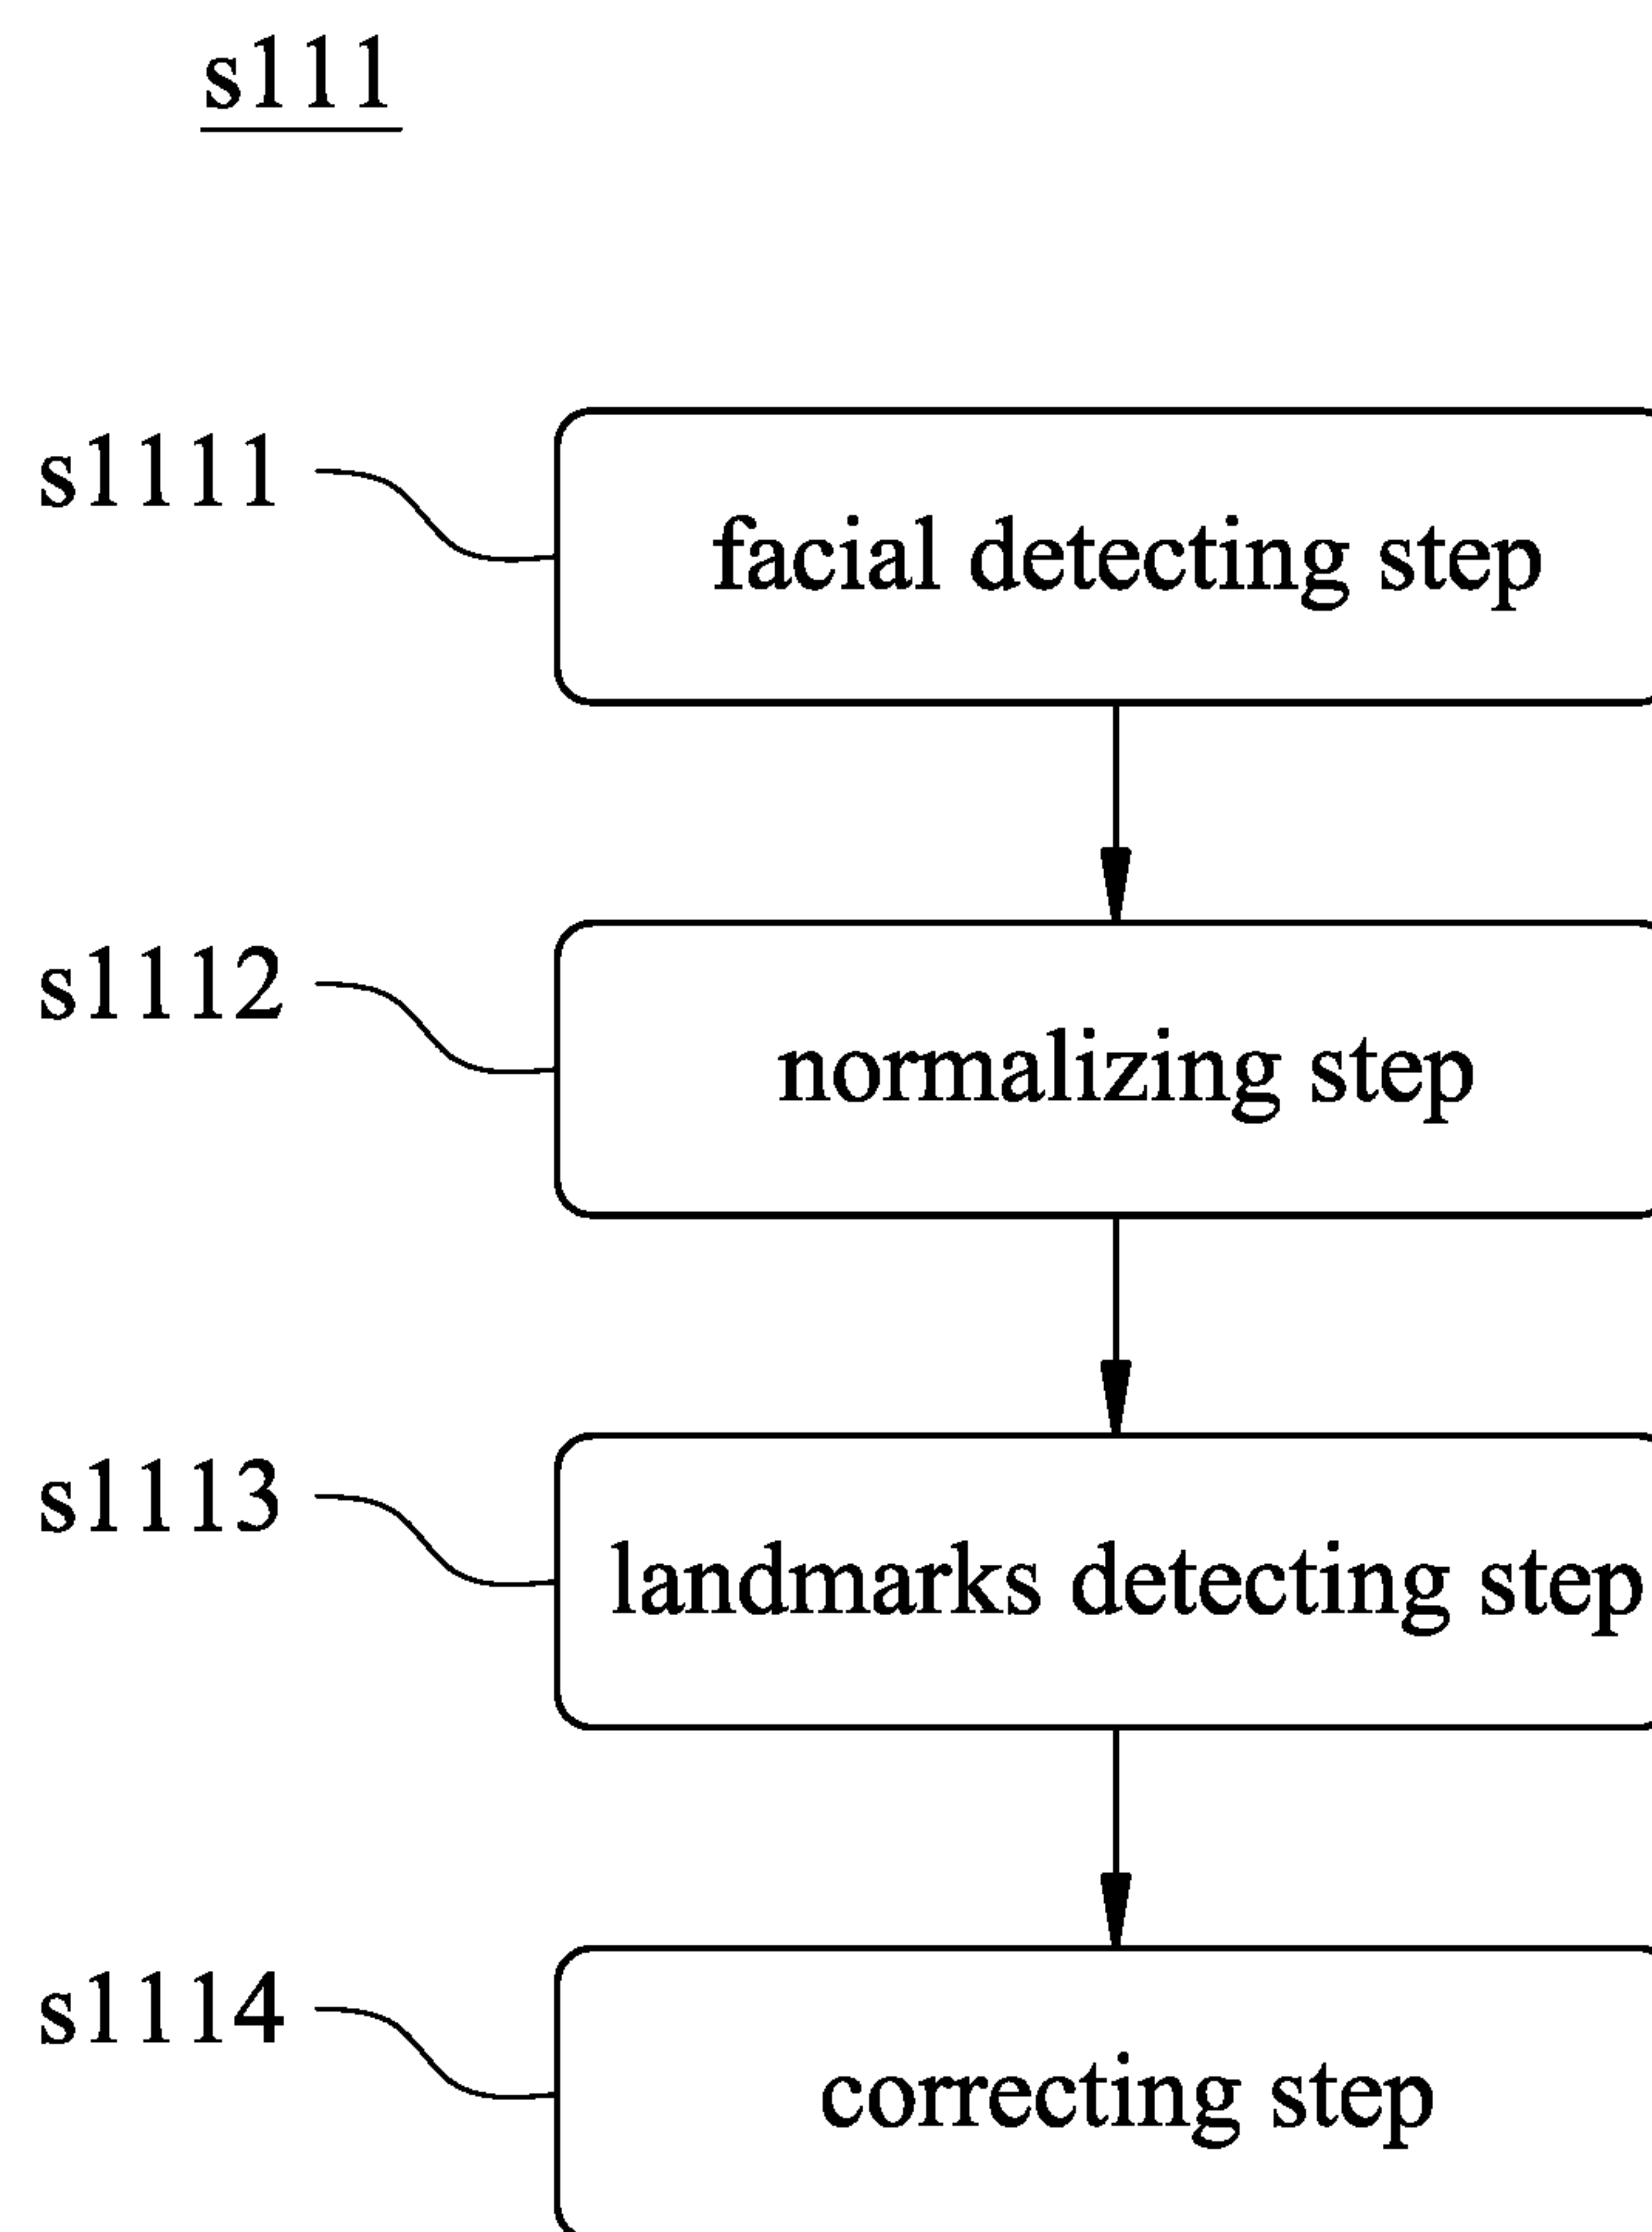 s111
s1111
facial detecting step
s1112
normalizing step
s1113
landmarks detecting step
s1114
correcting step